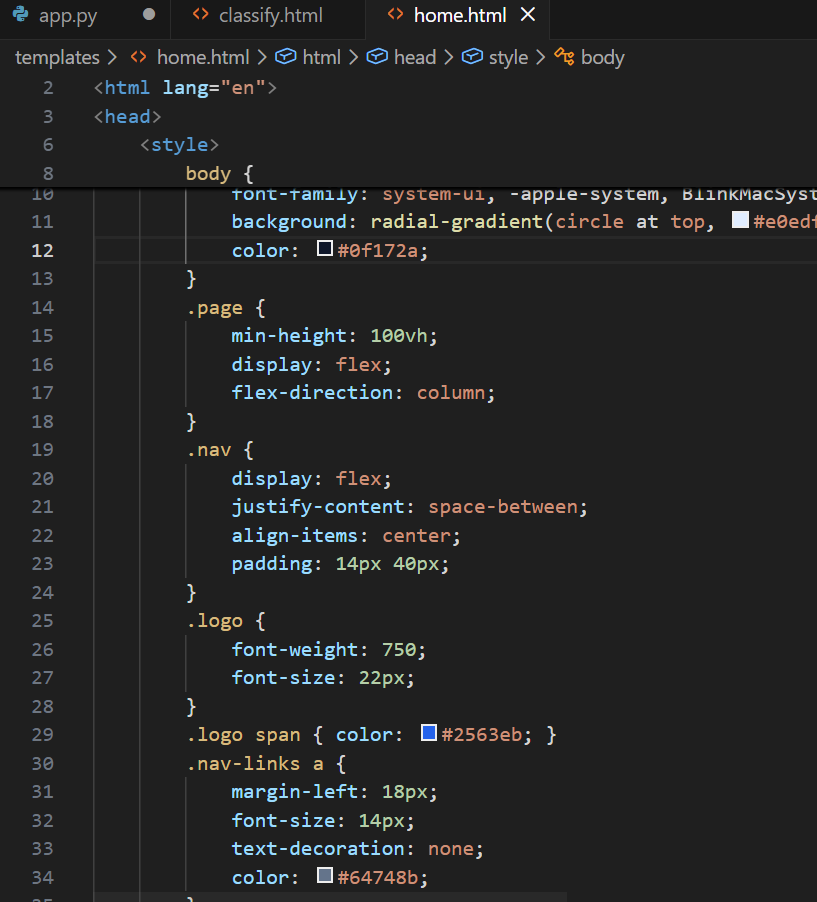 app.py classify.html home.html
templates > home.html > html > head > style > body
2 <html lang="en">
3 <head>
6 <style>
8 body {
10 font-family: system-ui, -apple-system, BlinkMacSyst
11 background: radial-gradient(circle at top, #e0edf
12 color: #0f172a;
13 }
14 .page {
15 min-height: 100vh;
16 display: flex;
17 flex-direction: column;
18 }
19 .nav {
20 display: flex;
21 justify-content: space-between;
22 align-items: center;
23 padding: 14px 40px;
24 }
25 .logo {
26 font-weight: 750;
27 font-size: 22px;
28 }
29 .logo span { color: #2563eb; }
30 .nav-links a {
31 margin-left: 18px;
32 font-size: 14px;
33 text-decoration: none;
34 color: #64748b;